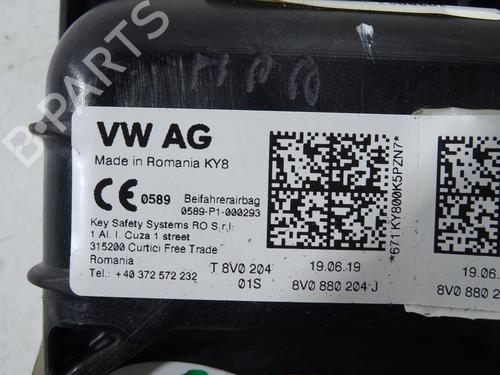 VW AG
Made in Romania KY8
CE 0589 Beifahrerairbag
0589-P1-000293
Key Safety Systems RO S.r.l:
1 Al. I. Cuza 1 street
315200 Curtici Free Trade
Romania
Tel.: +40 372 572 232
T 8V0 204
01S
19.06.19
8V0 880 204 J
*671KY800K5PZN7*
19.06.
8V0 880 2